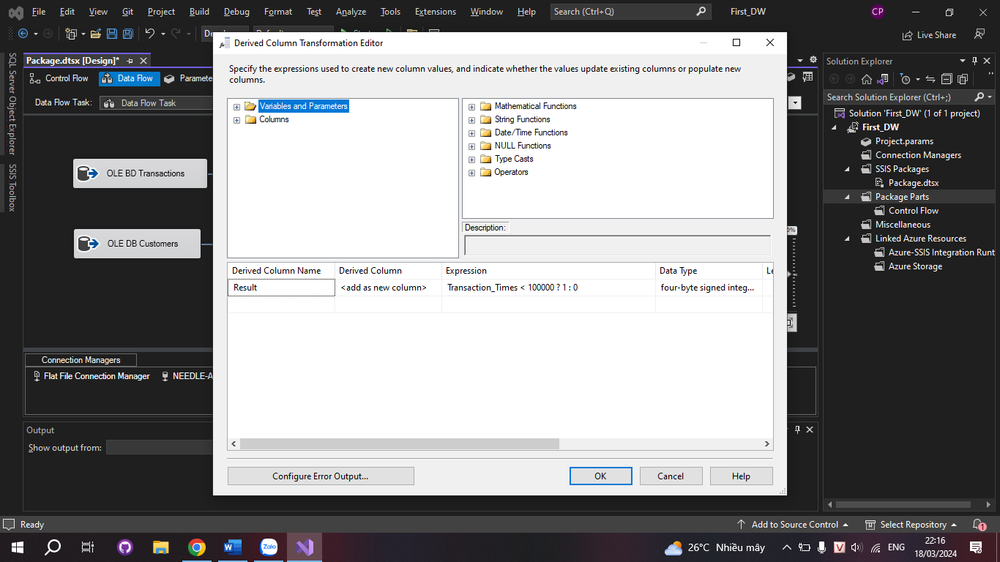 File Edit View Git Project Build Debug Format Test Analyze Tools Extensions Window Help Search (Ctrl+Q) First_DW CP
Live Share
SQL Server Object Explorer
SSIS Toolbox
Package.dtsx [Design]*
Control Flow Data Flow
Data Flow Task: Data Flow Task
OLE BD Transactions
OLE DB Customers
Connection Managers
Flat File Connection Manager NEEDLE-A
Output
Show output from:
Derived Column Transformation Editor
Specify the expressions used to create new column values, and indicate whether the values update existing columns or populate new
columns.
Variables and Parameters
Columns
Mathematical Functions
String Functions
Date/Time Functions
NULL Functions
Type Casts
Operators
Description:
Derived Column Name Derived Column Expression Data Type Le
Result <add as new column> Transaction_Times < 100000 ? 1 : 0 four-byte signed integ...
Configure Error Output... OK Cancel Help
0%
Solution Explorer
Search Solution Explorer (Ctrl+;)
Solution 'First_DW' (1 of 1 project)
First_DW
Project.params
Connection Managers
SSIS Packages
Package.dtsx
Package Parts
Control Flow
Miscellaneous
Linked Azure Resources
Azure-SSIS Integration Runt
Azure Storage
Ready Add to Source Control Select Repository 1
Zalo 26°C Nhiều mây V ENG 22:16
18/03/2024